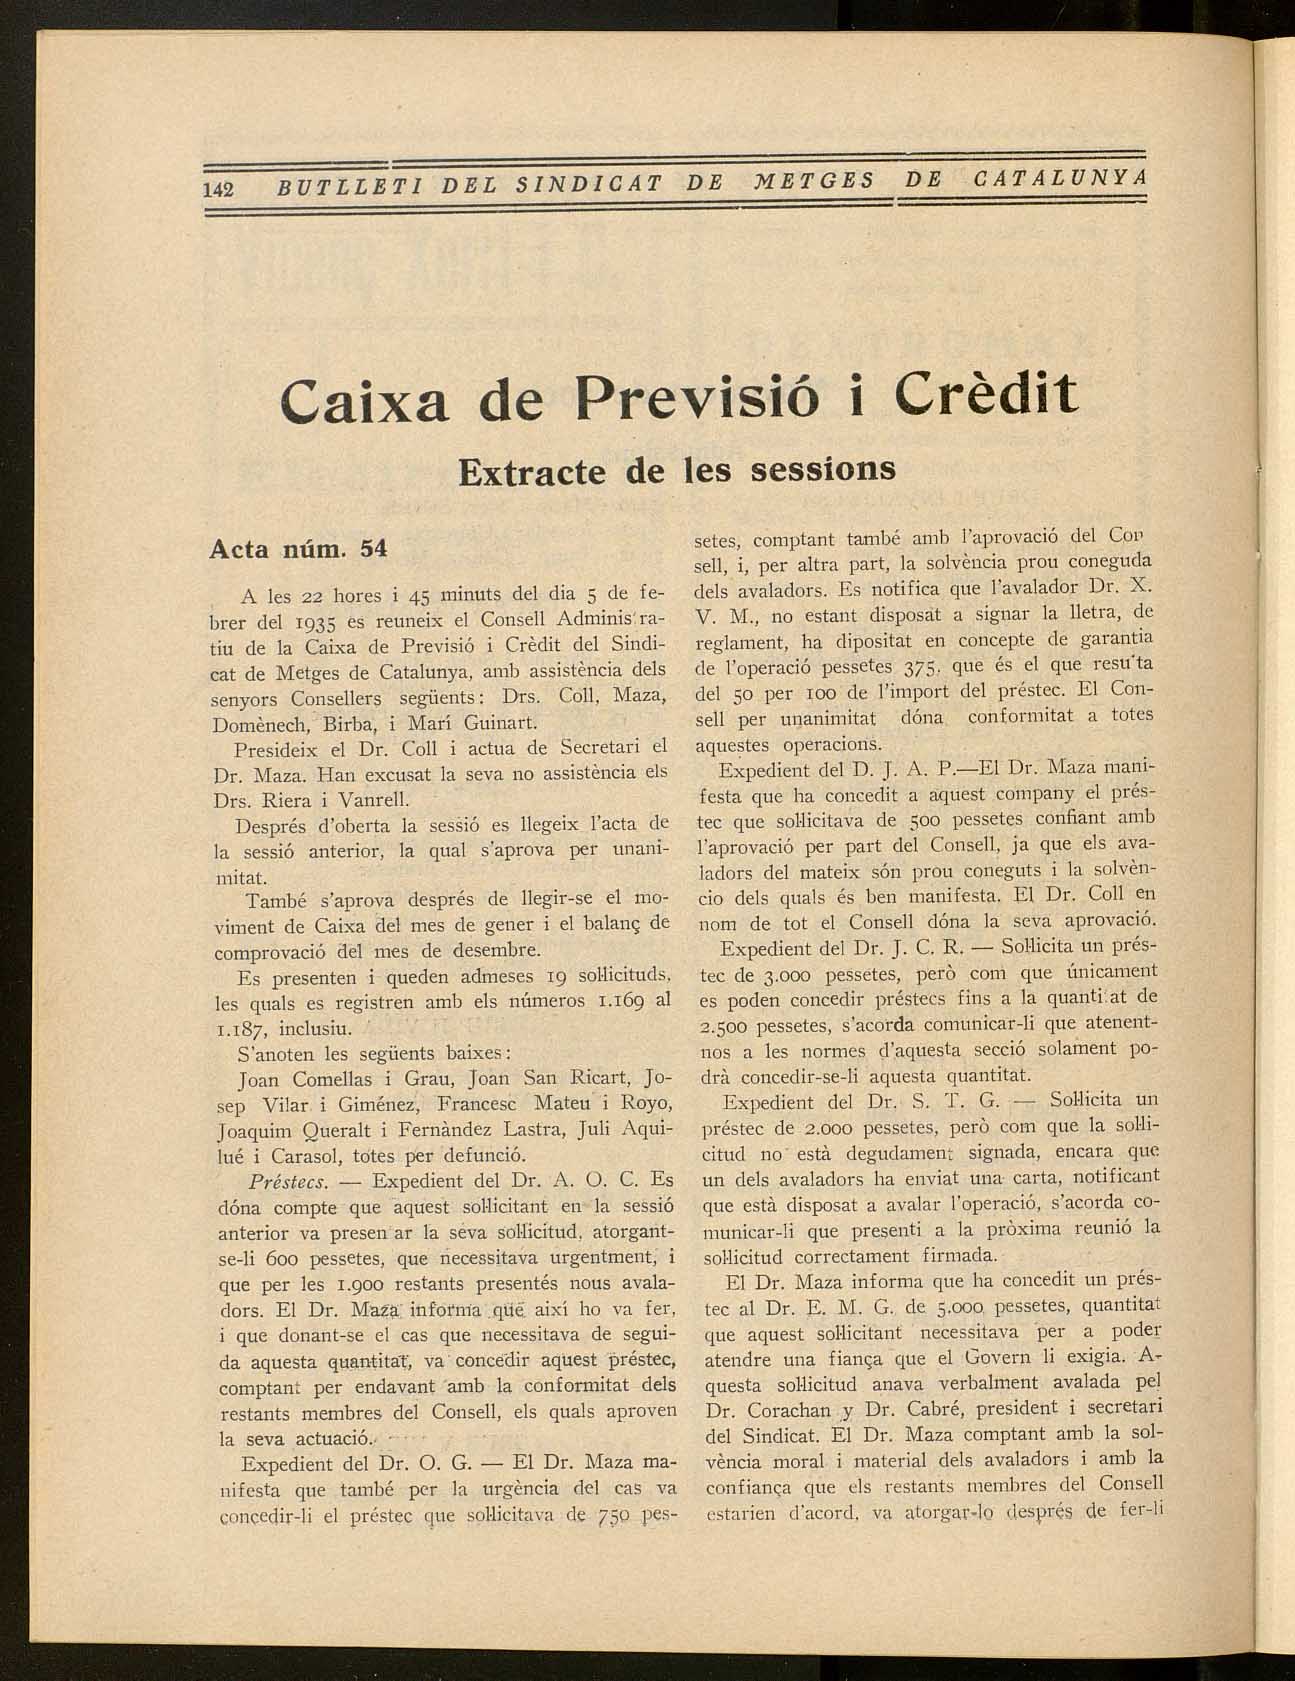 142 BUTLLETI DEL SINDICAT DE METGES DE CATALUNYA
Caixa de Previsió i Crèdit
Extracte de les sessions
Acta núm. 54
A les 22 hores i 45 minuts del dia 5 de fe-
brer del 1935 es reuneix el Consell Adminis ra-
tiu de la Caixa de Previsió i Crèdit del Sindi-
cat de Metges de Catalunya, amb assistència dels
senyors Consellers següents: Drs. Coll, Maza,
Domènech, Birba, i Marí Guinart.
Presideix el Dr. Coll i actua de Secretari el
Dr. Maza. Han excusat la seva no assistència els
Drs. Riera i Vanrell.
Després d'oberta la sessió es llegeix l'acta de
la sessió anterior, la qual s'aprova per unani-
mitat.
També s'aprova després de llegir-se el mo-
viment de Caixa del mes de gener i el balanç de
comprovació del mes de desembre.
Es presenten i queden admeses 19 sol·licituds,
les quals es registren amb els números 1.169 al
1.187, inclusiu.
S'anoten les següents baixes:
Joan Comellas i Grau, Joan San Ricart, Jo-
sep Vilar i Giménez, Francesc Mateu i Royo,
Joaquim Queralt i Fernàndez Lastra, Juli Aqui-
lué i Carasol, totes per defunció.
Préstecs. — Expedient del Dr. A. O. C. Es
dóna compte que aquest sol·licitant en la sessió
anterior va presen ar la seva sol·licitud, atorgant-
se-li 600 pessetes, que necessitava urgentment, i
que per les 1.900 restants presentés nous avala-
dors. El Dr. Maza informa que així ho va fer,
i que donant-se el cas que necessitava de segui-
da aquesta quantitat, va concedir aquest préstec,
comptant per endavant amb la conformitat dels
restants membres del Consell, els quals aproven
la seva actuació.
Expedient del Dr. O. G. — El Dr. Maza ma-
nifesta que també per la urgència del cas va
concedir-li el préstec que sol·licitava de 750 pes-
setes, comptant també amb l'aprovació del Con
sell, i, per altra part, la solvència prou coneguda
dels avaladors. Es notifica que l'avalador Dr. X.
V. M., no estant disposat a signar la lletra, de
reglament, ha dipositat en concepte de garantia
de l'operació pessetes 375, que és el que resu'ta
del 50 per 100 de l'import del préstec. El Con-
sell per unanimitat dóna conformitat a totes
aquestes operacions.
Expedient del D. J. A. P.—El Dr. Maza mani-
festa que ha concedit a aquest company el prés-
tec que sol·licitava de 500 pessetes confiant amb
l'aprovació per part del Consell, ja que els ava-
ladors del mateix són prou coneguts i la solvèn-
cio dels quals és ben manifesta. El Dr. Coll en
nom de tot el Consell dóna la seva aprovació.
Expedient del Dr. J. C. R. — Sol·licita un prés-
tec de 3.000 pessetes, però com que únicament
es poden concedir préstecs fins a la quantitat de
2.500 pessetes, s'acorda comunicar-li que atenent-
nos a les normes d'aquesta secció solament po-
drà concedir-se-li aquesta quantitat.
Expedient del Dr. S. T. G. — Sol·licita un
préstec de 2.000 pessetes, però com que la sol·li-
citud no està degudament signada, encara que
un dels avaladors ha enviat una carta, notificant
que està disposat a avalar l'operació, s'acorda co-
municar-li que presenti a la pròxima reunió la
sol·licitud correctament firmada.
El Dr. Maza informa que ha concedit un prés-
tec al Dr. E. M. G. de 5.000 pessetes, quantitat
que aquest sol·licitant necessitava per a poder
atendre una fiança que el Govern li exigia. A-
questa sol·licitud anava verbalment avalada pel
Dr. Corachan y Dr. Cabré, president i secretari
del Sindicat. El Dr. Maza comptant amb la sol-
vència moral i material dels avaladors i amb la
confiança que els restants membres del Consell
estarien d'acord, va atorgar-lo després de fer-li